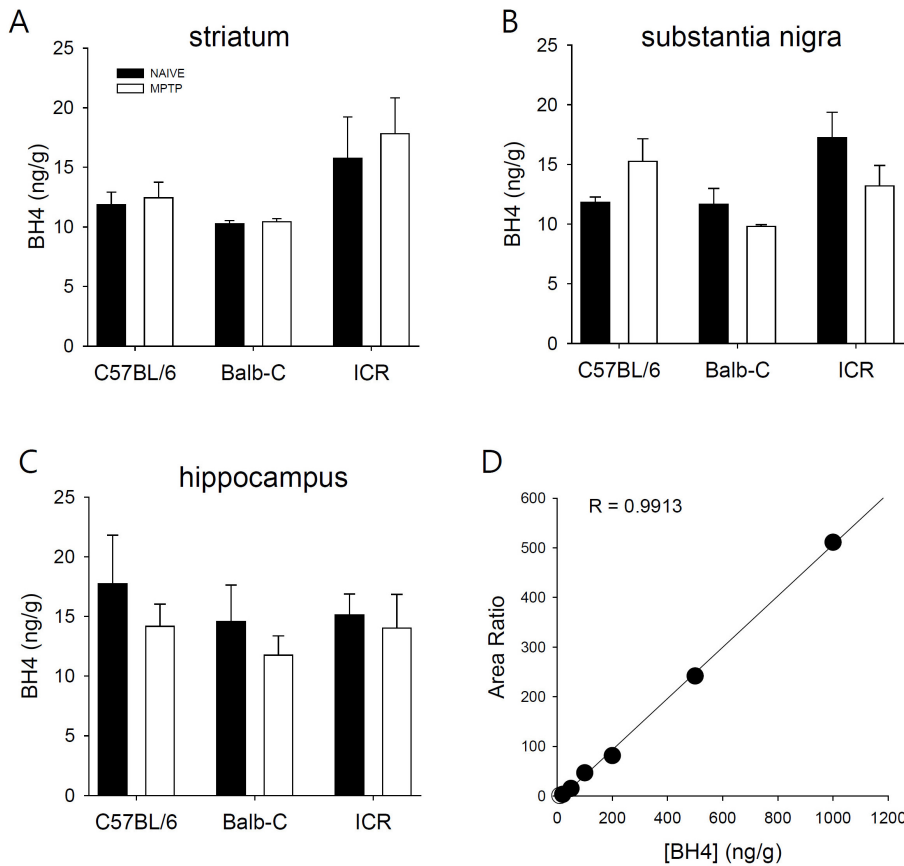 A
striatum
NAIVE
MPTP
BH4 (ng/g)
25
20
15
10
5
0
C57BL/6
Balb-C
ICR
B
substantia nigra
BH4 (ng/g)
25
20
15
10
5
0
C57BL/6
Balb-C
ICR
C
hippocampus
BH4 (ng/g)
25
20
15
10
5
0
C57BL/6
Balb-C
ICR
D
R = 0.9913
Area Ratio
600
500
400
300
200
100
0
0
200
400
600
800
1000
1200
[BH4] (ng/g)